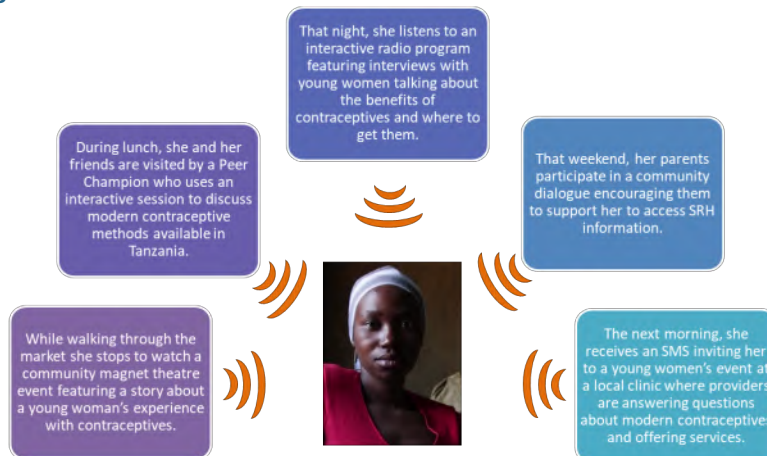 While walking through the
market she stops to watch a
community magnet theatre
event featuring a story about
a young woman's experience
with contraceptives.
During lunch, she and her
friends are visited by a Peer
Champion who uses an
interactive session to discuss
modern contraceptive
methods available in
Tanzania.
That night, she listens to an
interactive radio program
featuring interviews with
young women talking about
the benefits of
contraceptives and where to
get them.
That weekend, her parents
participate in a community
dialogue encouraging them
to support her to access SRH
information.
The next morning, she
receives an SMS inviting her
to a young women's event at
a local clinic where providers
are answering questions
about modern contraceptive
and offering services.